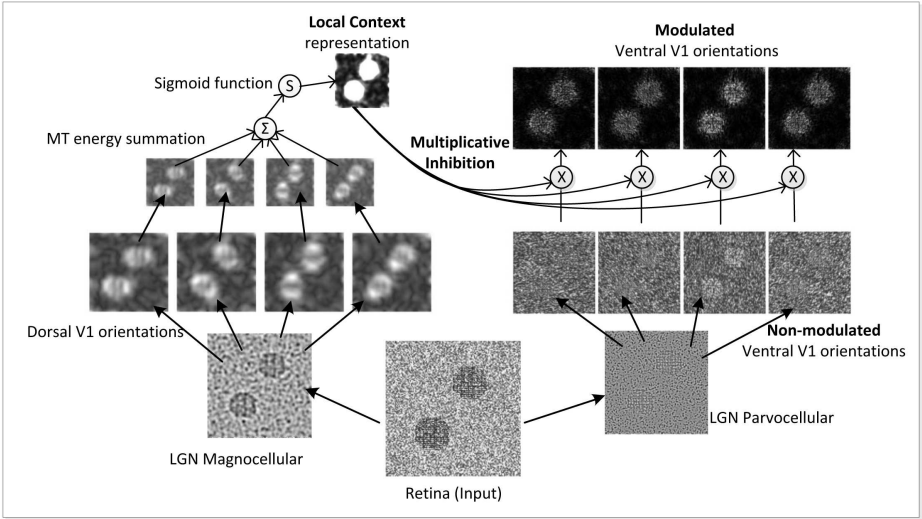 Local Context
representation
Modulated
Ventral V1 orientations
Sigmoid function
S
MT energy summation
Σ
Multiplicative
Inhibition
X X X X
Dorsal V1 orientations
Non-modulated
Ventral V1 orientations
LGN Parvocellular
LGN Magnocellular
Retina (Input)